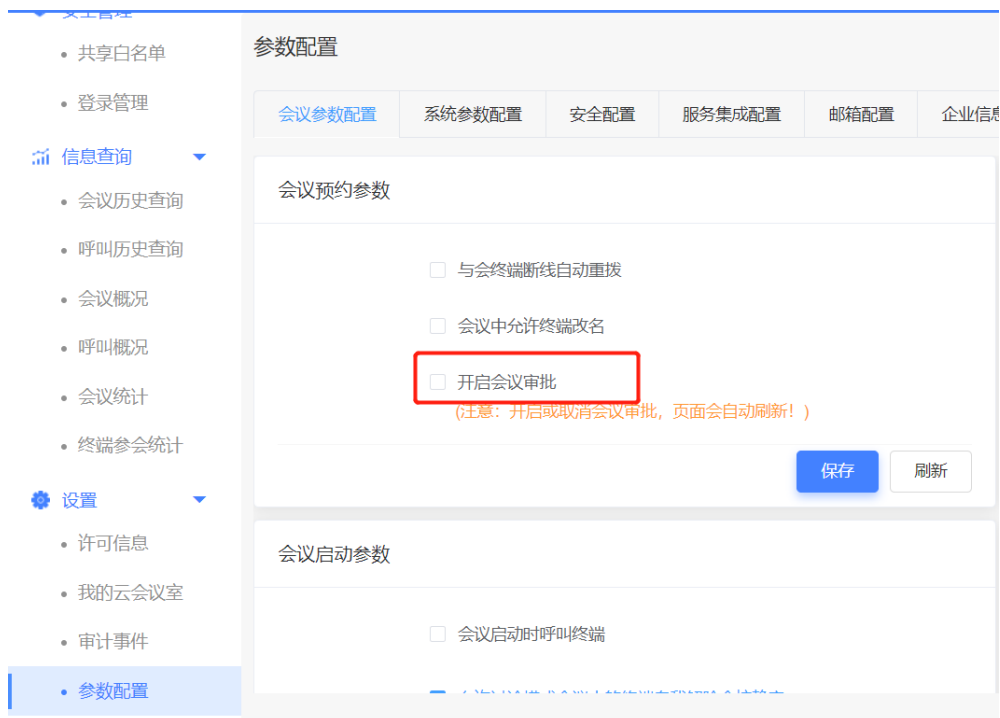 安全管理
共享白名单
登录管理
信息查询
会议历史查询
呼叫历史查询
会议概况
呼叫概况
会议统计
终端参会统计
设置
许可信息
我的云会议室
审计事件
参数配置
参数配置
会议参数配置
系统参数配置
安全配置
服务集成配置
邮箱配置
企业信息
会议预约参数
与会终端断线自动重拨
会议中允许终端改名
开启会议审批
(注意：开启或取消会议审批，页面会自动刷新！)
保存
刷新
会议启动参数
会议启动时呼叫终端